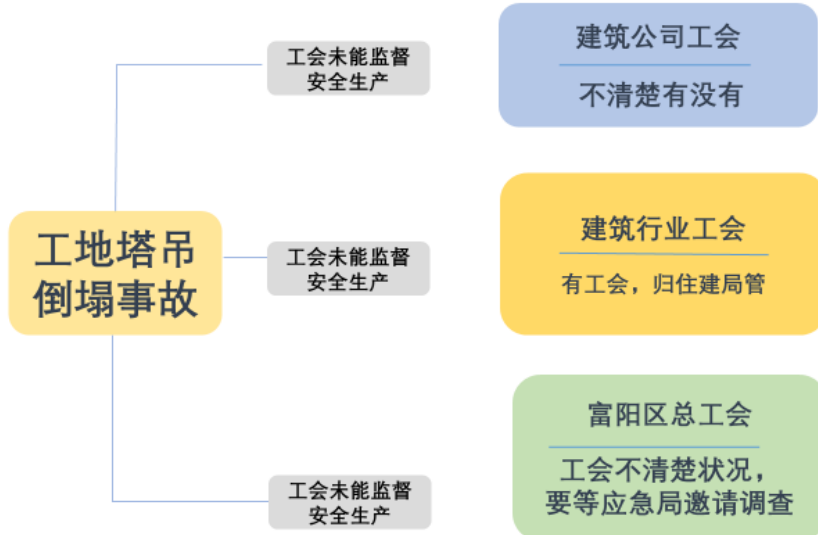 工地塔吊
倒塌事故
工会未能监督
安全生产
建筑公司工会
不清楚有没有
工会未能监督
安全生产
建筑行业工会
有工会，归住建局管
工会未能监督
安全生产
富阳区总工会
工会不清楚状况，
要等应急局邀请调查